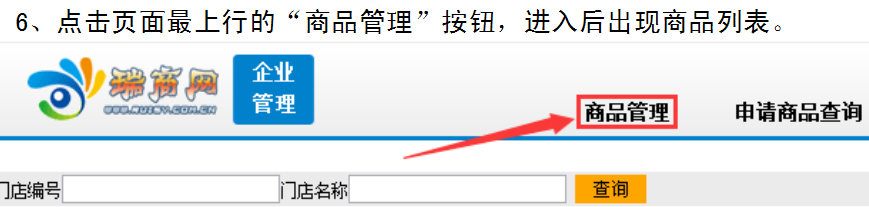 6、点击页面最上行的“商品管理”按钮，进入后出现商品列表。
瑞商网
企业
管理
商品管理
申请商品查询
门店编号
门店名称
查询